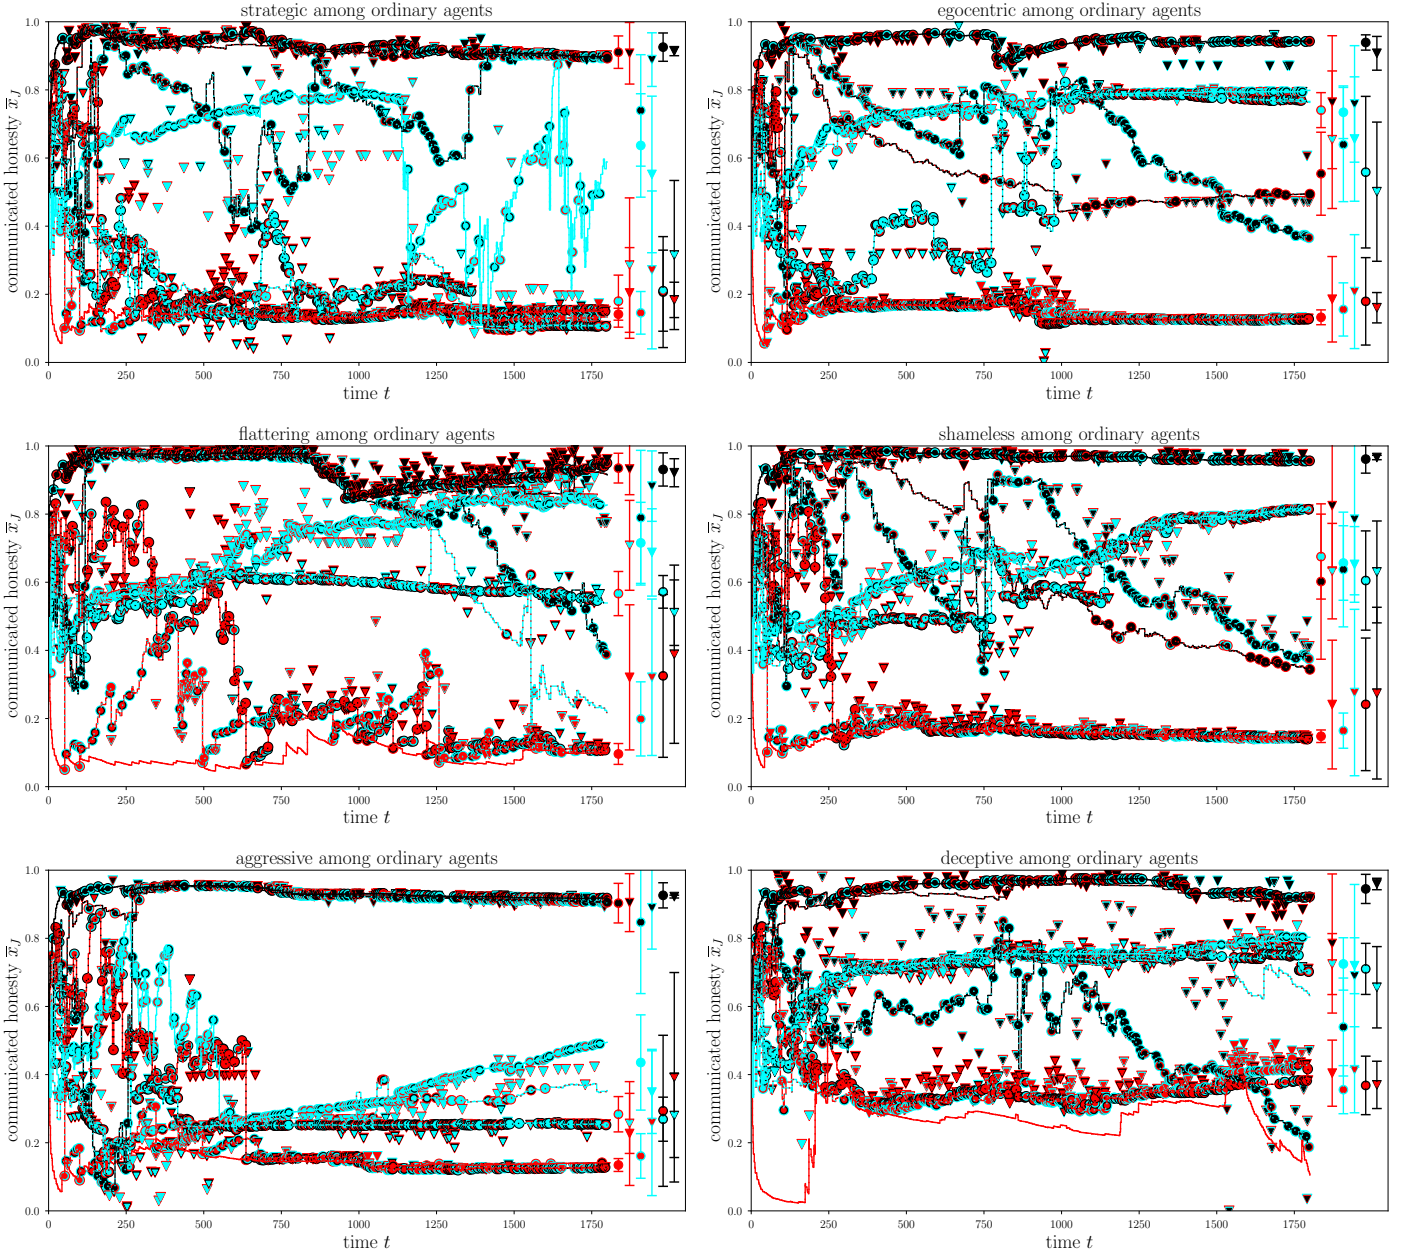 strategic among ordinary agents
egocentric among ordinary agents
communicated honesty x̄_J
1.0
0.8
0.6
0.4
0.2
0.0
0 250 500 750 1000 1250 1500 1750
time t
1.0
0.8
0.6
0.4
0.2
0.0
0 250 500 750 1000 1250 1500 1750
time t
flattering among ordinary agents
shameless among ordinary agents
communicated honesty x̄_J
1.0
0.8
0.6
0.4
0.2
0.0
0 250 500 750 1000 1250 1500 1750
time t
communicated honesty x̄_J
1.0
0.8
0.6
0.4
0.2
0.0
0 250 500 750 1000 1250 1500 1750
time t
aggressive among ordinary agents
deceptive among ordinary agents
communicated honesty x̄_J
1.0
0.8
0.6
0.4
0.2
0.0
0 250 500 750 1000 1250 1500 1750
time t
communicated honesty x̄_J
1.0
0.8
0.6
0.4
0.2
0.0
0 250 500 750 1000 1250 1500 1750
time t
communicated honesty x̄_J